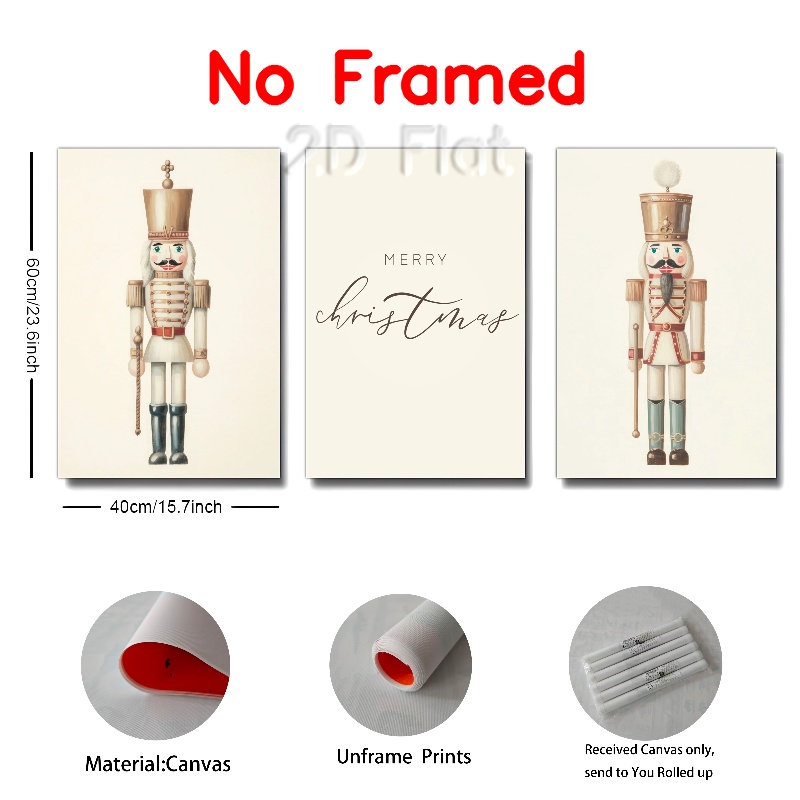 No Framed
2D Flat
60cm/23.6inch
MERRY
christmas
40cm/15.7inch
Material:Canvas
Unframe Prints
Received Canvas only,
send to You Rolled up